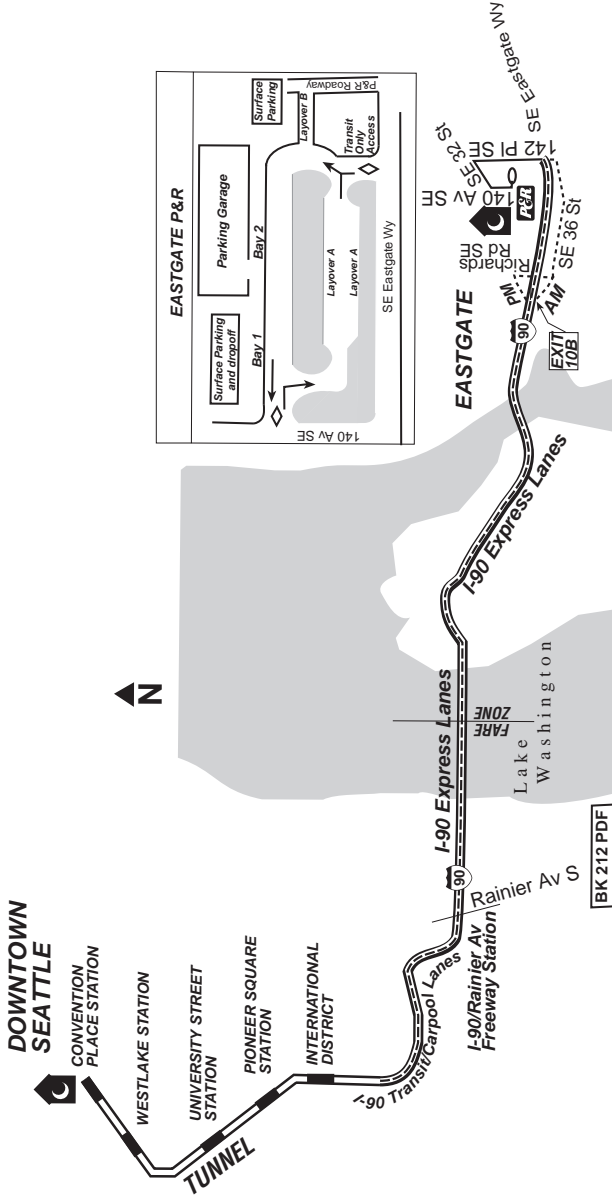 DOWNTOWN
SEATTLE
CONVENTION
PLACE STATION
WESTLAKE STATION
UNIVERSITY STREET
STATION
PIONEER SQUARE
STATION
INTERNATIONAL
DISTRICT
TUNNEL
I-90 Transit/Carpool Lanes
I-90/Rainier Av
Freeway Station
Rainier Av S
90
I-90 Express Lanes
N
FARE
ZONE
Lake
Washington
I-90 Express Lanes
BK 212 PDF
EASTGATE
90
EXIT
10B
PM
AM
Richards
Rd SE
SE 36 St
P&R
140 Av SE
SE 32 St
142 Pl SE
SE Eastgate Wy
EASTGATE P&R
Surface Parking
and dropoff
Parking Garage
Surface
Parking
Bay 1
Bay 2
Layover B
P&R Roadway
Layover A
Layover A
Transit
Only
Access
140 Av SE
SE Eastgate Wy